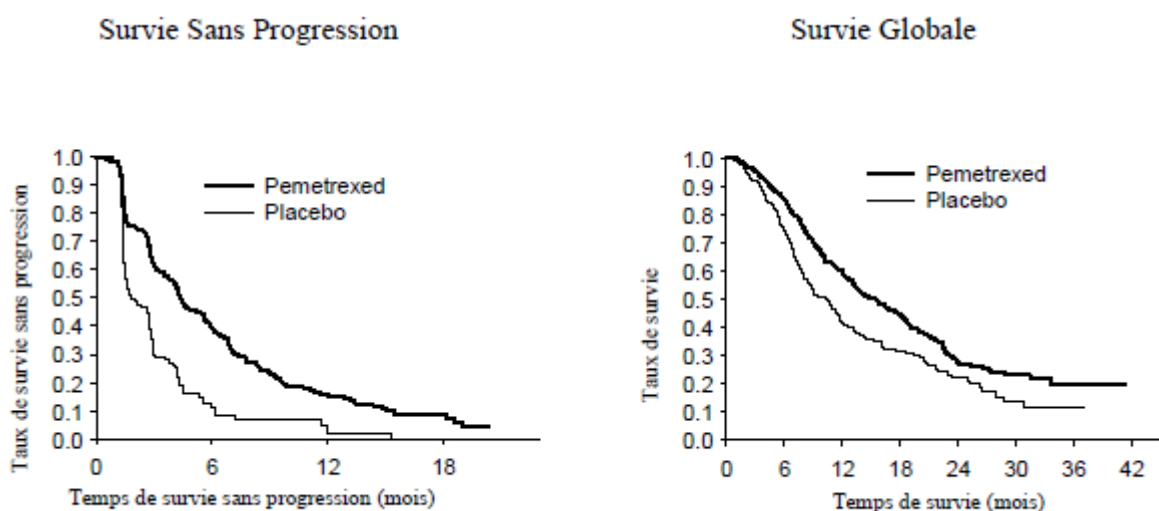 Survie Sans Progression
Survie Globale
Taux de survie sans progression
1.0
0.9
0.8
0.7
0.6
0.5
0.4
0.3
0.2
0.1
0.0
Pemetrexed
Placebo
0 6 12 18
Temps de survie sans progression (mois)
Taux de survie
1.0
0.9
0.8
0.7
0.6
0.5
0.4
0.3
0.2
0.1
0.0
Pemetrexed
Placebo
0 6 12 18 24 30 36 42
Temps de survie (mois)